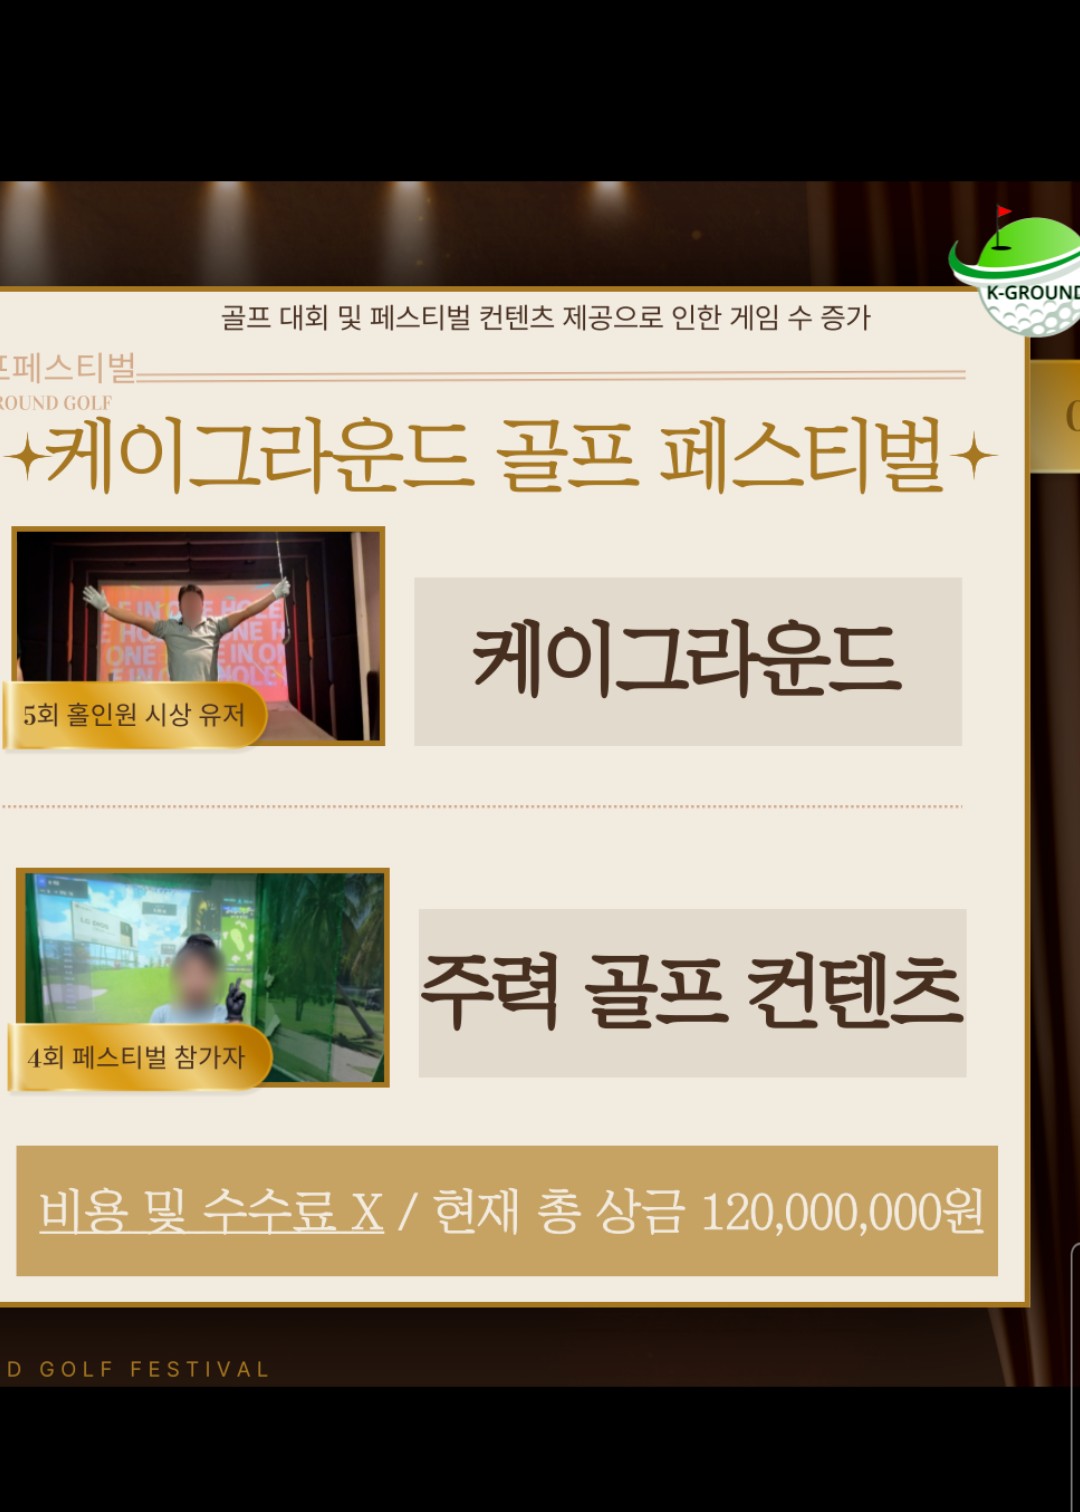 K-GROUND
골프 대회 및 페스티벌 컨텐츠 제공으로 인한 게임 수 증가
프페스티벌
ROUND GOLF
케이그라운드 골프 페스티벌
케이그라운드
5회 홀인원 시상 유저
주력 골프 컨텐츠
4회 페스티벌 참가자
비용 및 수수료 X / 현재 총 상금 120,000,000원
D GOLF FESTIVAL